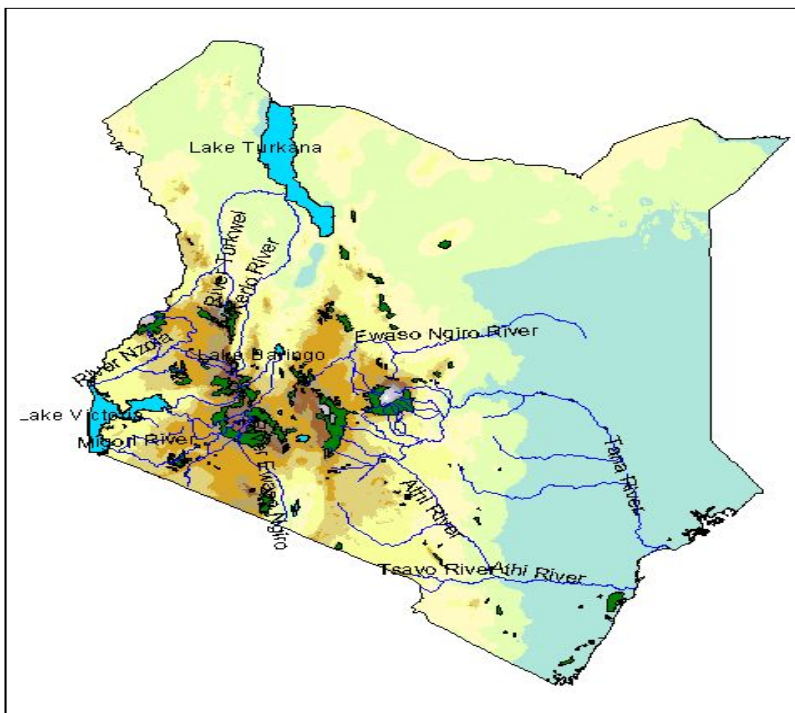 Lake Turkana
River Turkwel
Kedo River
Ewaso Ngiro River
River Nzoia
Lake Baringo
Lake Victoria
Migori River
Ewaso Ngiro
Athi River
Tana River
Tsavo River
Athi River